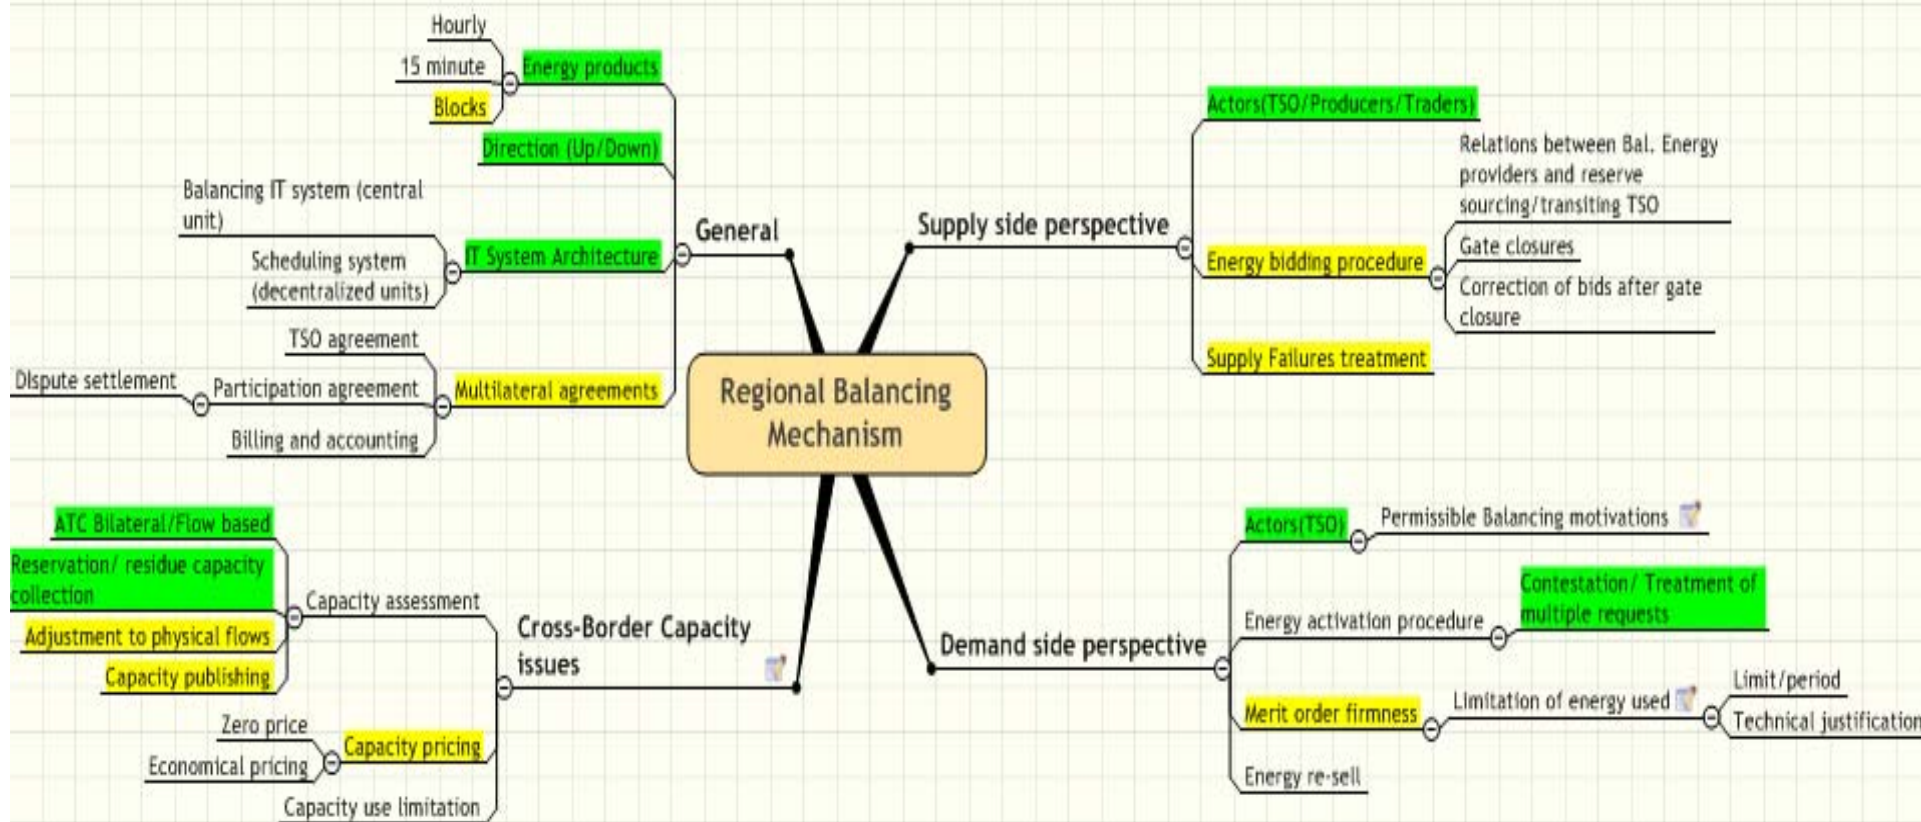 Hourly
15 minute
Blocks
Energy products
Direction (Up/Down)
Balancing IT system (central
unit)
Scheduling system
(decentralized units)
IT System Architecture
TSO agreement
DIspute settlement
Participation agreement
Billing and accounting
Multilateral agreements
General
Supply side perspective
Actors(TSO/Producers/Traders)
Energy bidding procedure
Relations between Bal. Energy
providers and reserve
sourcing/transiting TSO
Gate closures
Correction of bids after gate
closure
Supply Failures treatment
Regional Balancing
Mechanism
ATC Bilateral/Flow based
Reservation/ residue capacity
collection
Adjustment to physical flows
Capacity publishing
Capacity assessment
Zero price
Economical pricing
Capacity pricing
Capacity use limitation
Cross-Border Capacity
issues
Demand side perspective
Actors(TSO)
Permissible Balancing motivations
Energy activation procedure
Contestation/ Treatment of
multiple requests
Merit order firmness
Limitation of energy used
Limit/period
Technical justification
Energy re-sell